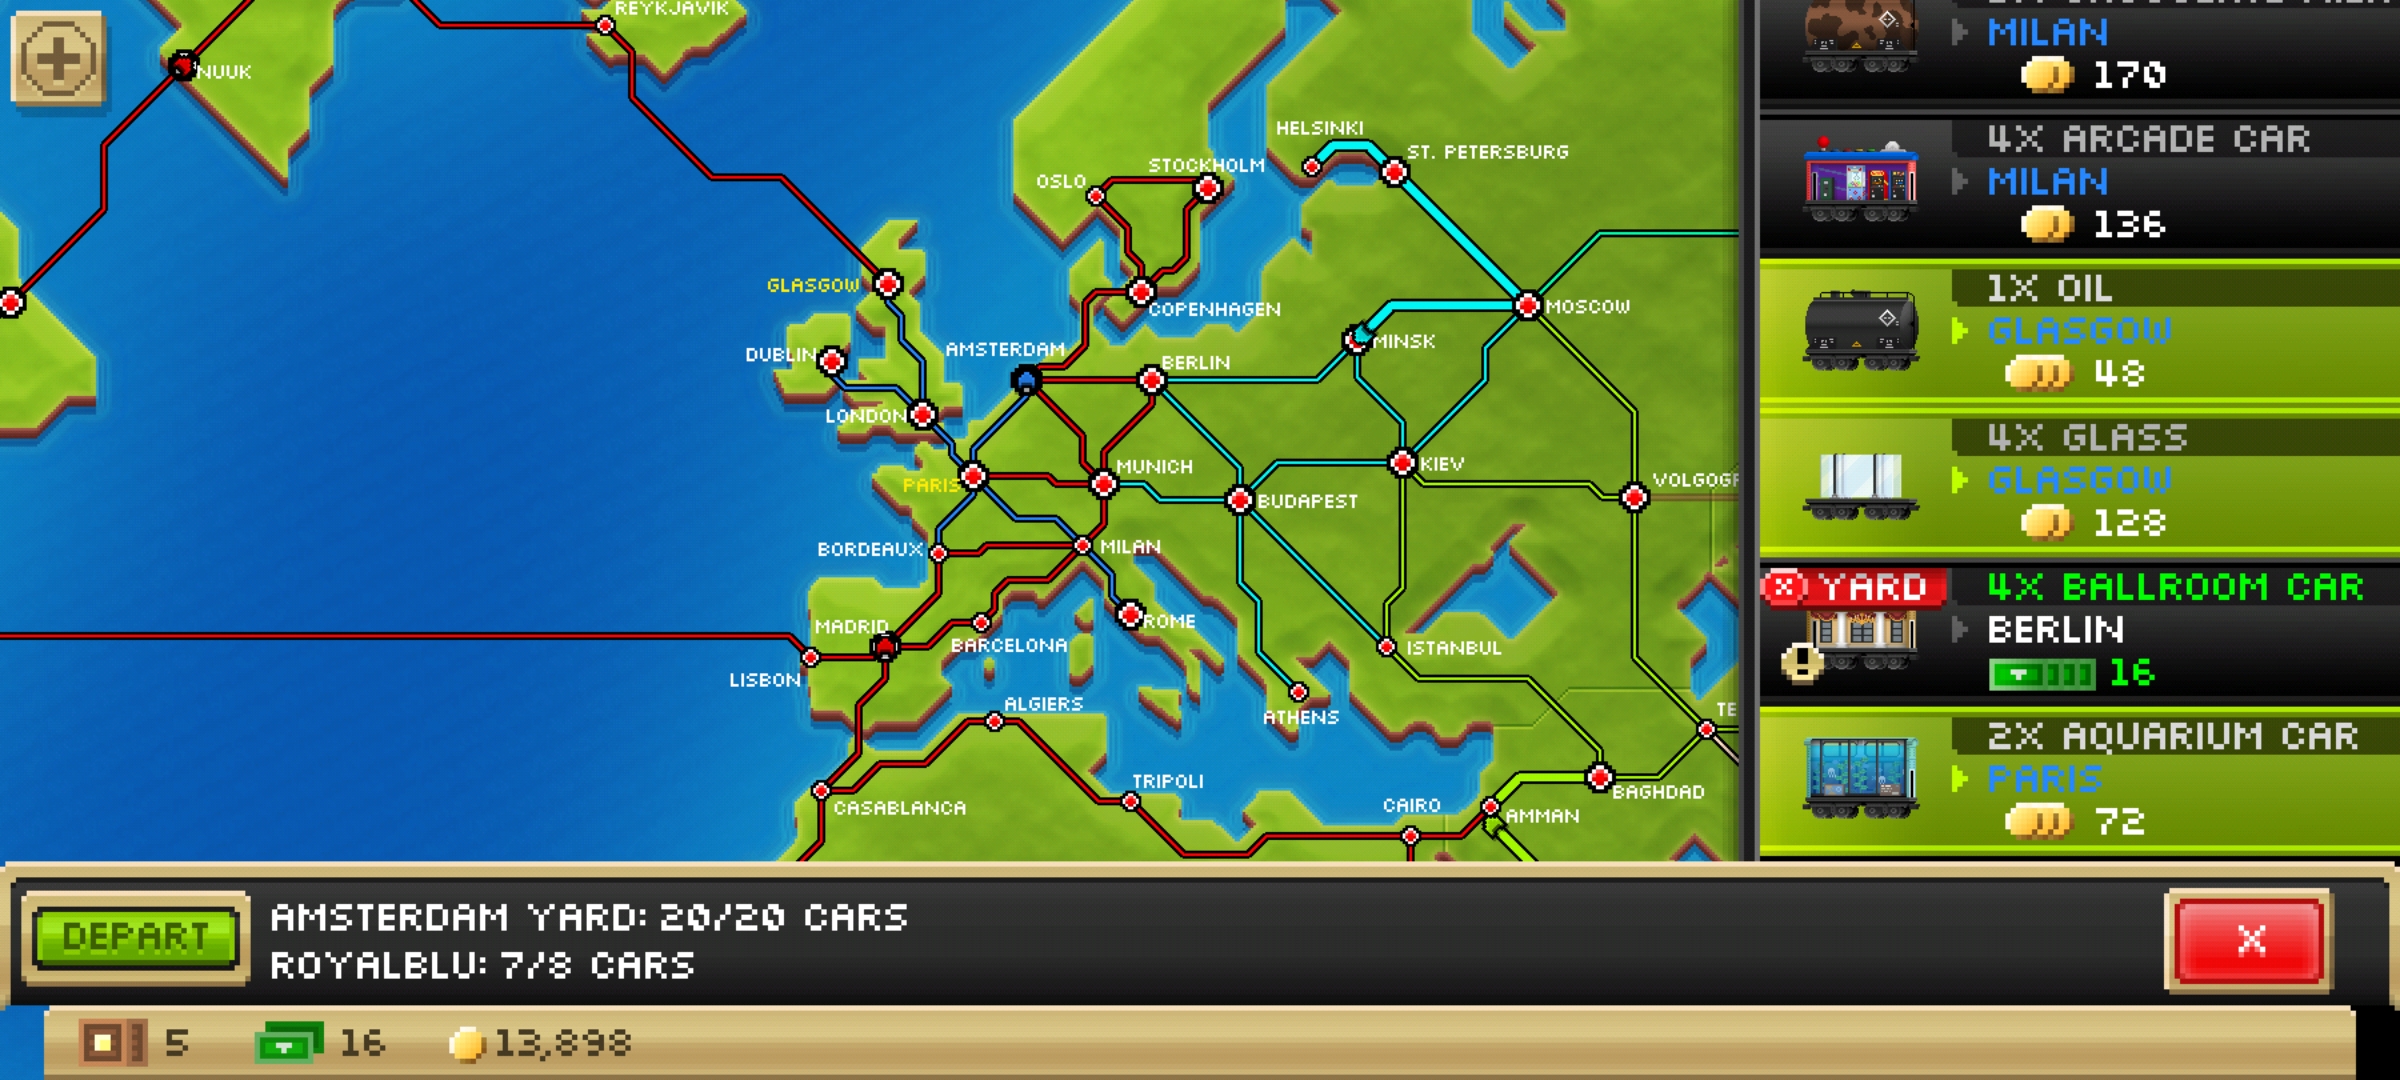 REYKJAVIK
NUUK
HELSINKI
ST. PETERSBURG
STOCKHOLM
OSLO
GLASGOW
COPENHAGEN
MOSCOW
DUBLIN
AMSTERDAM
MINSK
BERLIN
LONDON
MUNICH
KIEV
PARIS
VOLGOGR
BUDAPEST
BORDEAUX
MILAN
MADRID
ROME
BARCELONA
ISTANBUL
LISBON
ALGIERS
ATHENS
TE
TRIPOLI
BAGHDAD
CASABLANCA
CAIRO
AMMAN
MILAN
170
4X ARCADE CAR
MILAN
136
1X OIL
GLASGOW
48
4X GLASS
GLASGOW
128
X YARD
4X BALLROOM CAR
BERLIN
16
2X AQUARIUM CAR
PARIS
72
DEPART
AMSTERDAM YARD: 20/20 CARS
ROYALBLU: 7/8 CARS
X
5
16
13,898